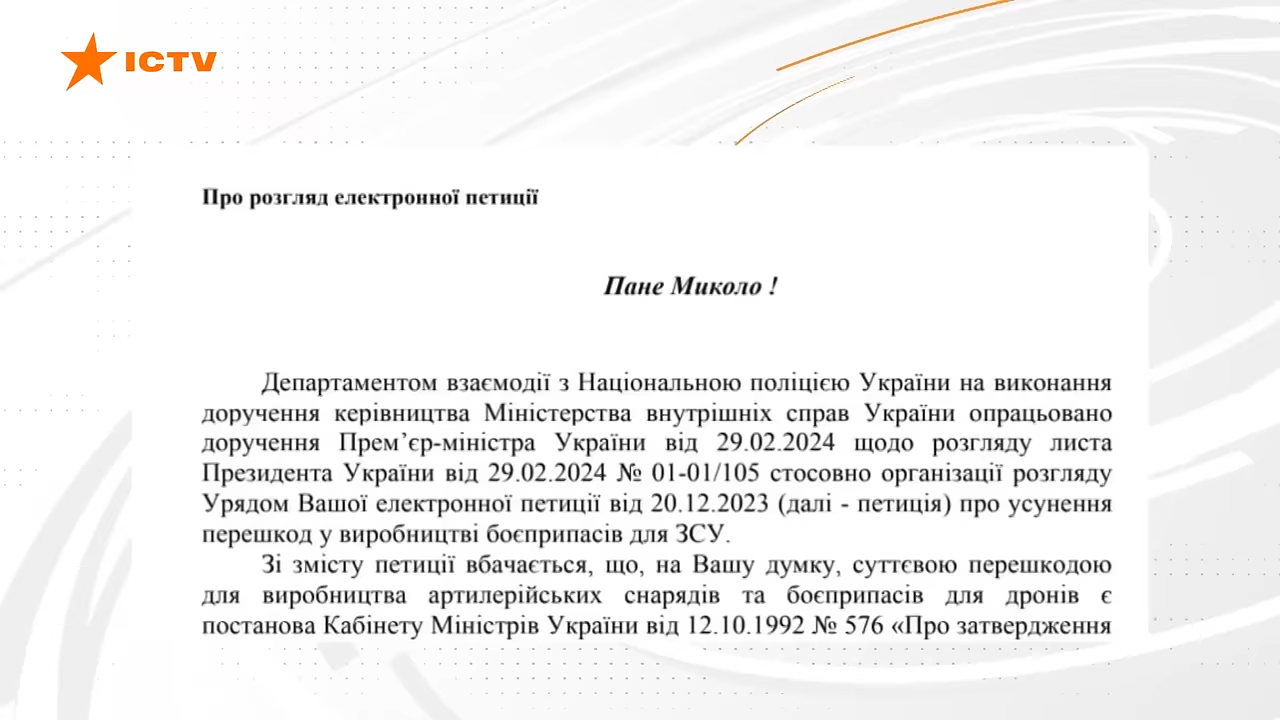 ICTV
Про розгляд електронної петиції
Пане Миколо !
Департаментом взаємодії з Національною поліцією України на виконання
доручення керівництва Міністерства внутрішніх справ України опрацьовано
доручення Прем’єр-міністра України від 29.02.2024 щодо розгляду листа
Президента України від 29.02.2024 № 01-01/105 стосовно організації розгляду
Урядом Вашої електронної петиції від 20.12.2023 (далі - петиція) про усунення
перешкод у виробництві боєприпасів для ЗСУ.
Зі змісту петиції вбачається, що, на Вашу думку, суттєвою перешкодою
для виробництва артилерійських снарядів та боєприпасів для дронів є
постанова Кабінету Міністрів України від 12.10.1992 № 576 «Про затвердження